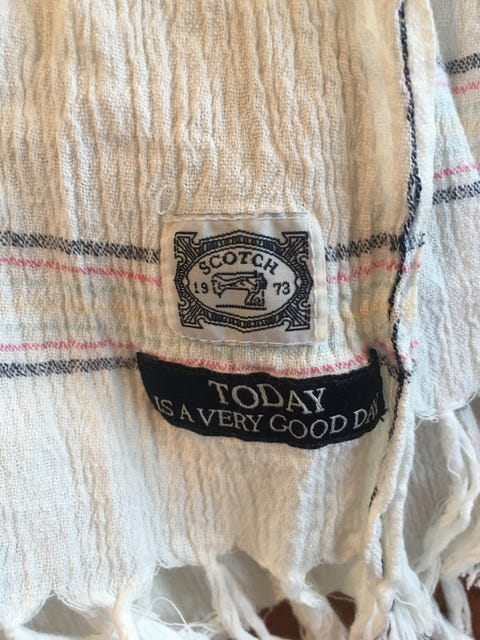 SCOTCH
19 73
TODAY
IS A VERY GOOD DAY